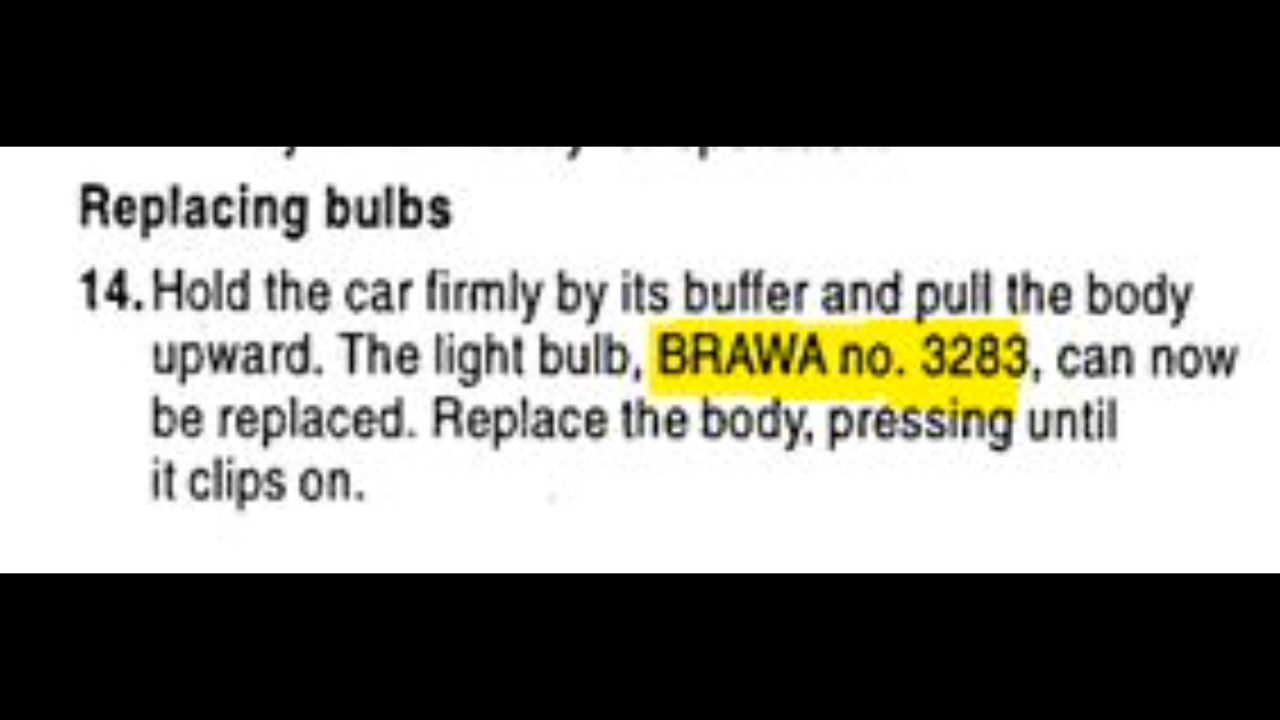 Replacing bulbs
14. Hold the car firmly by its buffer and pull the body
upward. The light bulb, BRAWA no. 3283, can now
be replaced. Replace the body, pressing until
it clips on.